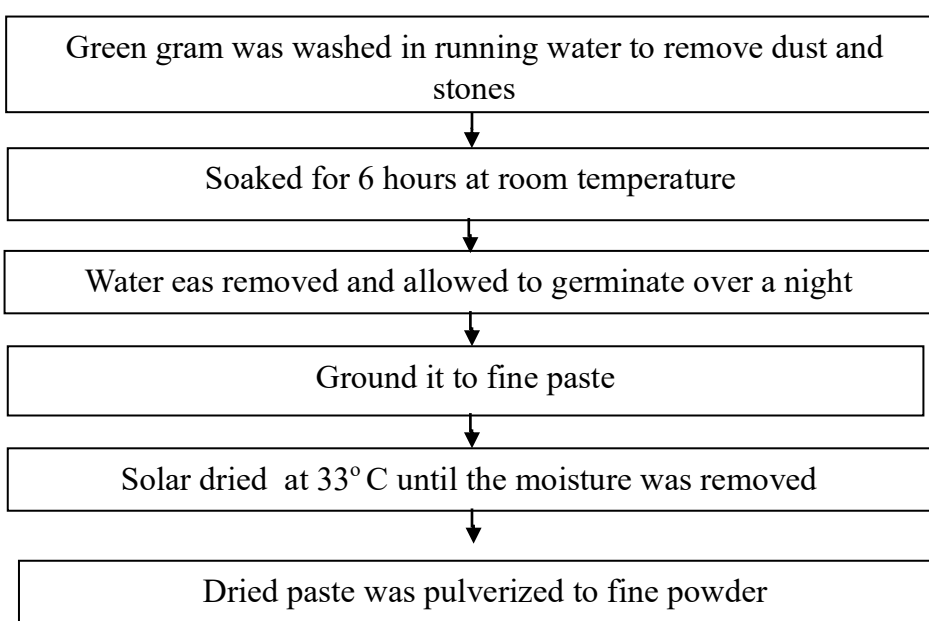 Green gram was washed in running water to remove dust and
stones
Soaked for 6 hours at room temperature
Water eas removed and allowed to germinate over a night
Ground it to fine paste
Solar dried at 33º C until the moisture was removed
Dried paste was pulverized to fine powder